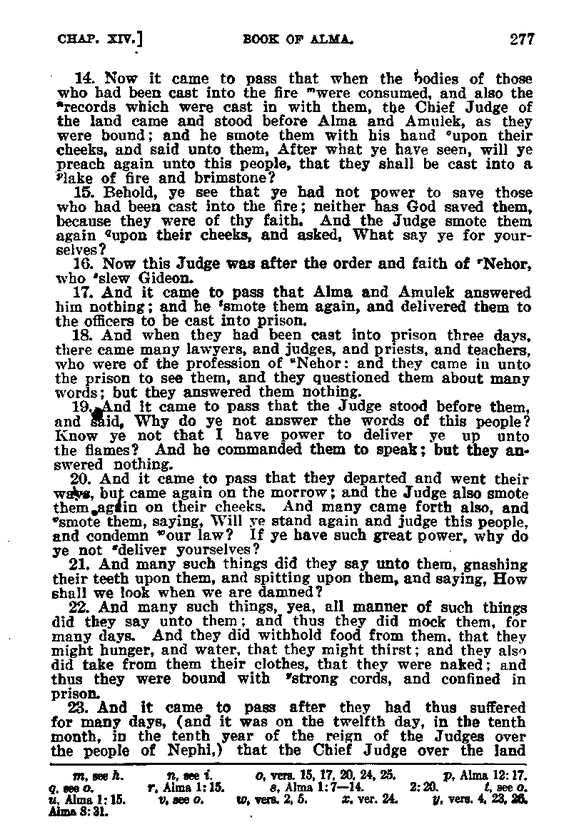 CHAP. XIV.] BOOK OF ALMA. 277
14. Now it came to pass that when the bodies of those
who had been cast into the fire ᵐwere consumed, and also the
ⁿrecords which were cast in with them, the Chief Judge of
the land came and stood before Alma and Amulek, as they
were bound; and he smote them with his hand ᵒupon their
cheeks, and said unto them, After what ye have seen, will ye
preach again unto this people, that they shall be cast into a
ᵖlake of fire and brimstone?
15. Behold, ye see that ye had not power to save those
who had been cast into the fire; neither has God saved them,
because they were of thy faith. And the Judge smote them
again qupon their cheeks, and asked, What say ye for your-
selves?
16. Now this Judge was after the order and faith of ʳNehor,
who ˢslew Gideon.
17. And it came to pass that Alma and Amulek answered
him nothing; and he ᵗsmote them again, and delivered them to
the officers to be cast into prison.
18. And when they had been cast into prison three days,
there came many lawyers, and judges, and priests, and teachers,
who were of the profession of ᵘNehor: and they came in unto
the prison to see them, and they questioned them about many
words; but they answered them nothing.
19. And it came to pass that the Judge stood before them,
and said, Why do ye not answer the words of this people?
Know ye not that I have power to deliver ye up unto
the flames? And he commanded them to speak; but they an-
swered nothing.
20. And it came to pass that they departed and went their
ways, but came again on the morrow; and the Judge also smote
them again on their cheeks. And many came forth also, and
ᵛsmote them, saying, Will ye stand again and judge this people,
and condemn ʷour law? If ye have such great power, why do
ye not ˣdeliver yourselves?
21. And many such things did they say unto them, gnashing
their teeth upon them, and spitting upon them, and saying, How
shall we look when we are damned?
22. And many such things, yea, all manner of such things
did they say unto them; and thus they did mock them, for
many days. And they did withhold food from them, that they
might hunger, and water, that they might thirst; and they also
did take from them their clothes, that they were naked; and
thus they were bound with ʸstrong cords, and confined in
prison.
23. And it came to pass after they had thus suffered
for many days, (and it was on the twelfth day, in the tenth
month, in the tenth year of the reign of the Judges over
the people of Nephi,) that the Chief Judge over the land
m, see h. n, see i. o, vers. 15, 17, 20, 24, 25. p, Alma 12:17.
q, see o. r, Alma 1:15. s, Alma 1:7—14. 2:20. t, see o.
u, Alma 1:15. v, see o. w, vers. 2, 5. x, ver. 24. y, vers. 4, 23, 26.
Alma 8:31.